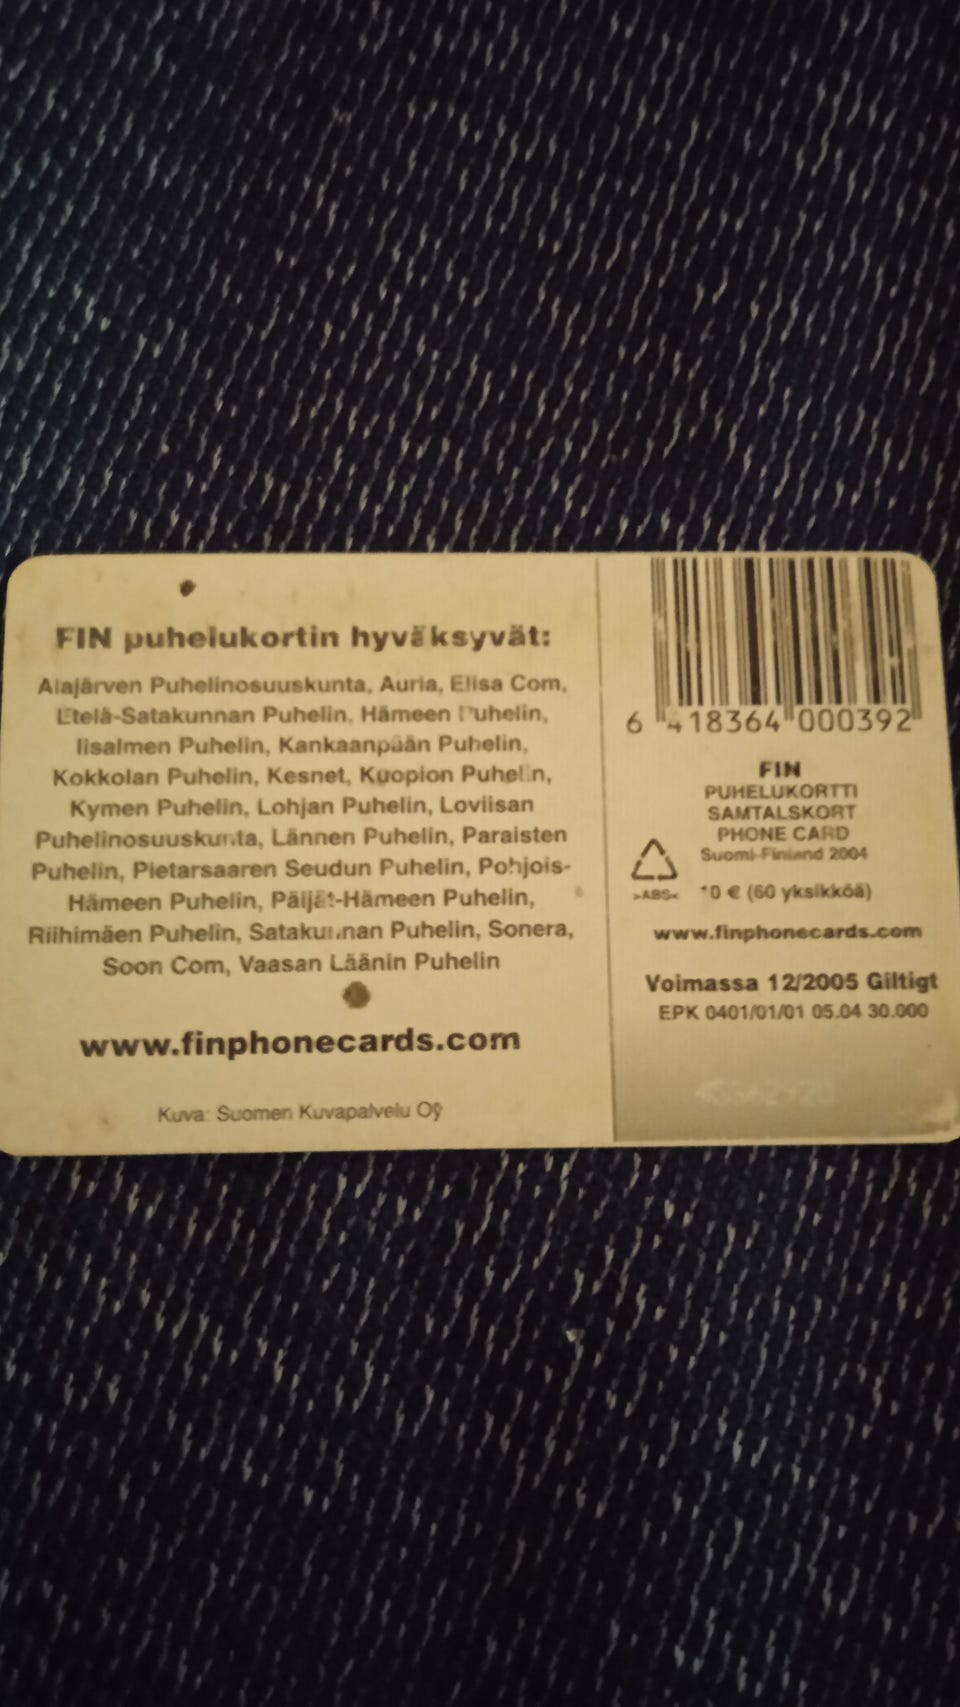 FIN puhelukortin hyväksyvät:
Alajärven Puhelinosuuskunta, Auria, Elisa Com,
Etelä-Satakunnan Puhelin, Hämeen Puhelin,
Iisalmen Puhelin, Kankaanpään Puhelin,
Kokkolan Puhelin, Kesnet, Kuopion Puhelin,
Kymen Puhelin, Lohjan Puhelin, Loviisan
Puhelinosuuskunta, Lännen Puhelin, Paraisten
Puhelin, Pietarsaaren Seudun Puhelin, Pohjois-
Hämeen Puhelin, Päijät-Hämeen Puhelin,
Riihimäen Puhelin, Satakunnan Puhelin, Sonera,
Soon Com, Vaasan Läänin Puhelin
www.finphonecards.com
Kuva: Suomen Kuvapalvelu Oy
6 418364 000392
FIN
PUHELUKORTTI
SAMTALSKORT
PHONE CARD
Suomi-Finland 2004
>ABS<
10 € (60 yksikköä)
www.finphonecards.com
Voimassa 12/2005 Giltigt
EPK 0401/01/01 05.04 30.000